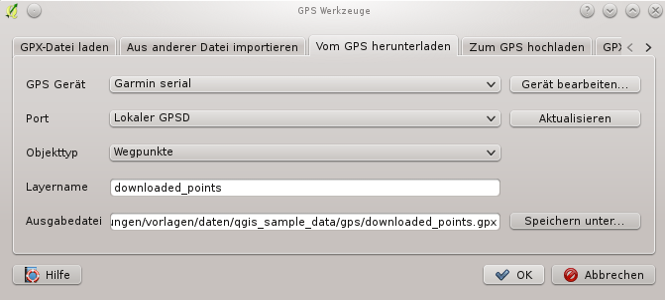 GPS Werkzeuge
GPX-Datei laden Aus anderer Datei importieren Vom GPS herunterladen Zum GPS hochladen
GPS Gerät Garmin serial Gerät bearbeiten...
Port Lokaler GPSD Aktualisieren
Objekttyp Wegpunkte
Layername downloaded_points
Ausgabedatei ngen/vorlagen/daten/qgis_sample_data/gps/downloaded_points.gpx Speichern unter...
Hilfe OK Abbrechen